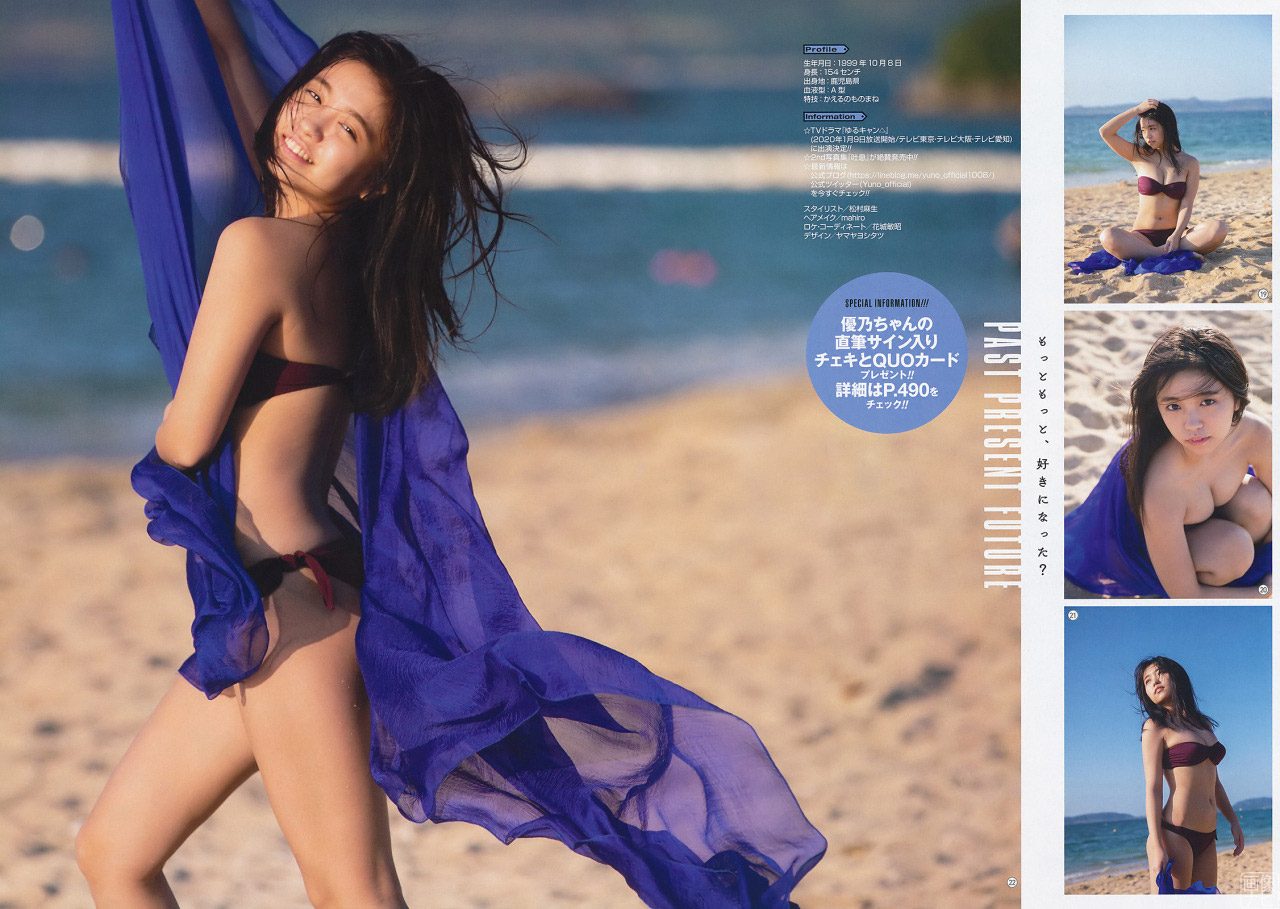 Profile
生年月日：1999年10月8日
身長：154センチ
出身地：鹿児島県
血液型：A型
特技：かえるのものまね
Information
☆TVドラマ『ゆるキャン△』
(2020年1月9日放送開始/テレビ東京・テレビ大阪・テレビ愛知)
に出演決定!!
☆2nd写真集『吐息』が絶賛発売中!!
☆最新情報は
公式ブログ(https://lineblog.me/yuno_official1008/)
公式ツイッター(Yuno_official)
を今すぐチェック!!
スタイリスト／松村麻生
ヘアメイク／mahiro
ロケ・コーディネート／花城敏昭
デザイン／ヤマヤヨシタツ
SPECIAL INFORMATION!!!
優乃ちゃんの
直筆サイン入り
チェキとQUOカード
プレゼント!!
詳細はP.490を
チェック!!
PAST PRESENT FUTURE
もっともっと、好きになった？
19
20
21
22